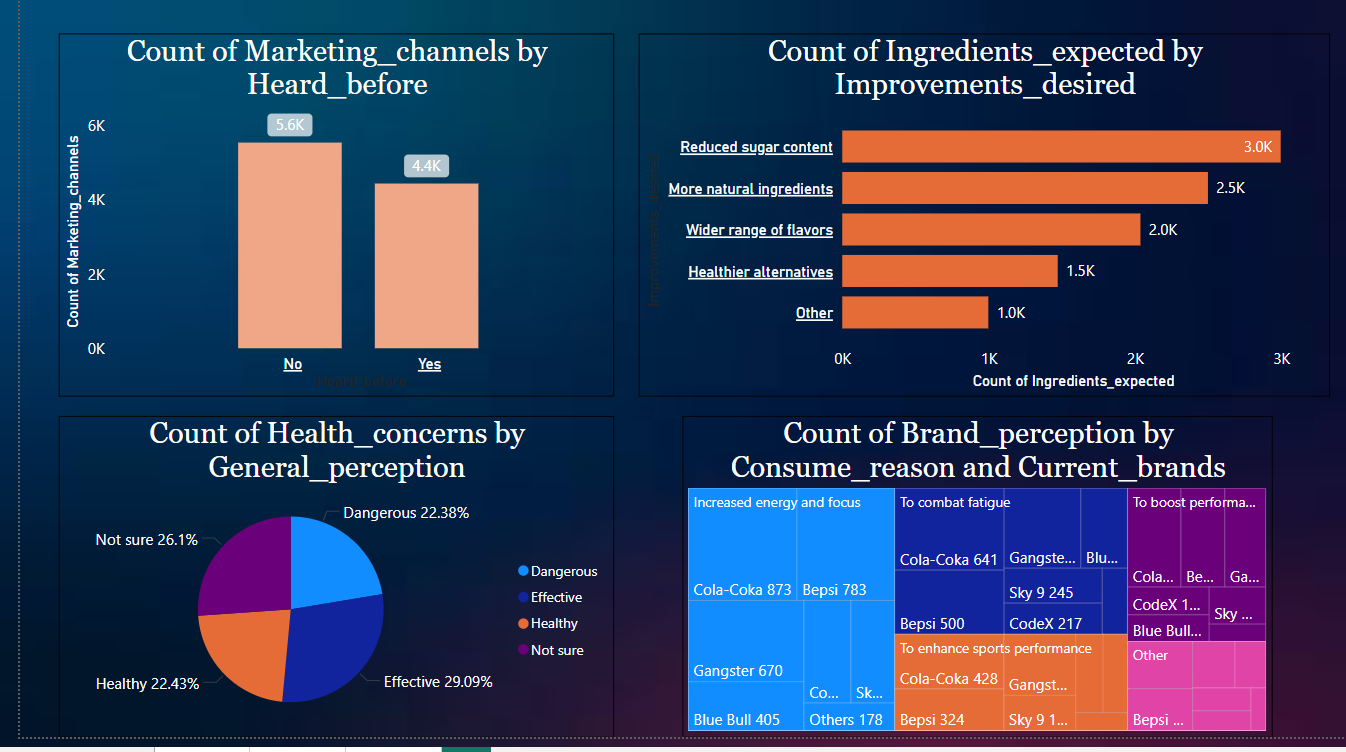 Count of Marketing_channels by
Heard_before
Count of Marketing_channels
6K
4K
2K
0K
5.6K
4.4K
No
Yes
Heard_before
Count of Ingredients_expected by
Improvements_desired
Improvements_desired
Reduced sugar content
3.0K
More natural ingredients
2.5K
Wider range of flavors
2.0K
Healthier alternatives
1.5K
Other
1.0K
0K
1K
2K
3K
Count of Ingredients_expected
Count of Health_concerns by
General_perception
Dangerous 22.38%
Not sure 26.1%
Healthy 22.43%
Effective 29.09%
Dangerous
Effective
Healthy
Not sure
Count of Brand_perception by
Consume_reason and Current_brands
Increased energy and focus
Cola-Coka 873
Bepsi 783
Gangster 670
Blue Bull 405
Co...
Sk...
Others 178
To combat fatigue
Cola-Coka 641
Gangste...
Blu...
Bepsi 500
Sky 9 245
CodeX 217
To enhance sports performance
Cola-Coka 428
Gangst...
Bepsi 324
Sky 9 1...
To boost performa...
Cola...
Be...
Ga...
CodeX 1...
Sky ...
Blue Bull...
Other
Bepsi ...